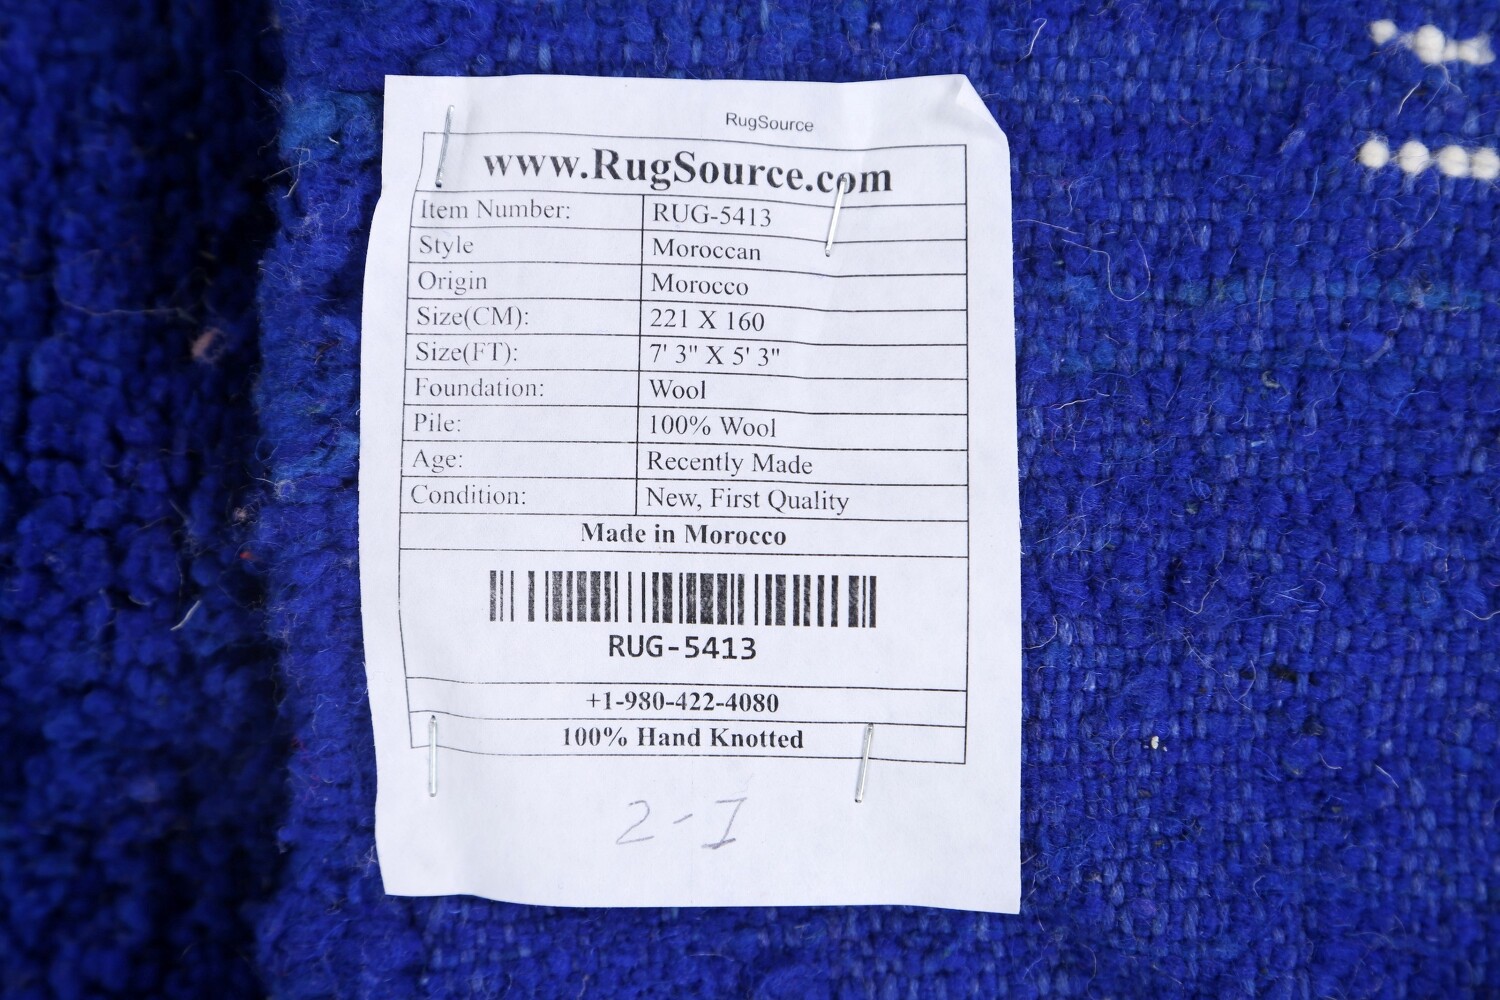 RugSource
www.RugSource.com
Item Number: RUG-5413
Style Moroccan
Origin Morocco
Size(CM): 221 X 160
Size(FT): 7' 3" X 5' 3"
Foundation: Wool
Pile: 100% Wool
Age: Recently Made
Condition: New, First Quality
Made in Morocco
RUG-5413
+1-980-422-4080
100% Hand Knotted
2-I